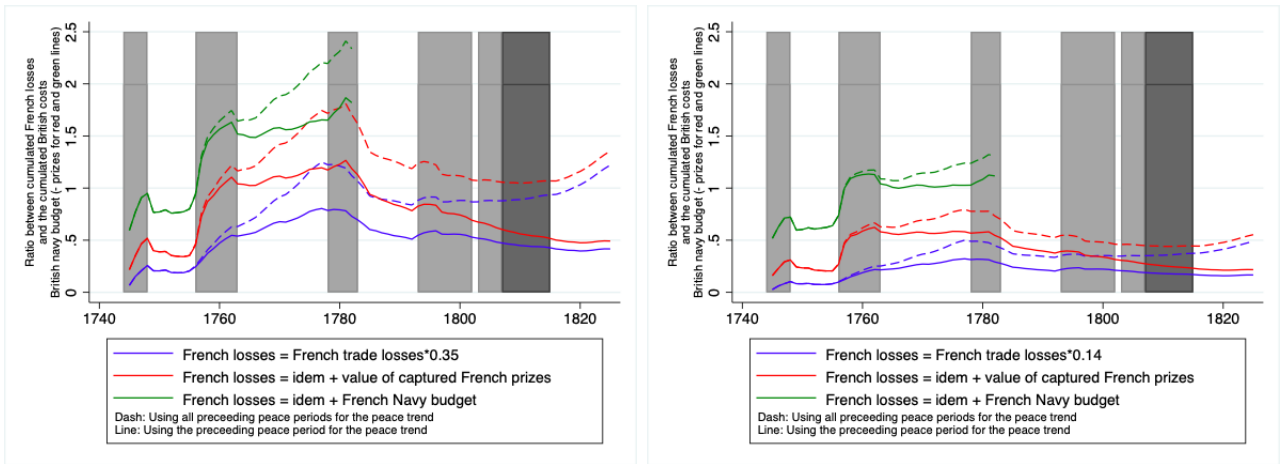 Ratio between cumulated French losses
and the cumulated British costs
British navy budget (- prizes for red and green lines)
2.5
2
1.5
1
.5
0
1740 1760 1780 1800 1820
French losses = French trade losses*0.35
French losses = idem + value of captured French prizes
French losses = idem + French Navy budget
Dash: Using all preceeding peace periods for the peace trend
Line: Using the preceeding peace period for the peace trend
Ratio between cumulated French losses
and the cumulated British costs
British navy budget (- prizes for red and green lines)
2.5
2
1.5
1
.5
0
1740 1760 1780 1800 1820
French losses = French trade losses*0.14
French losses = idem + value of captured French prizes
French losses = idem + French Navy budget
Dash: Using all preceeding peace periods for the peace trend
Line: Using the preceeding peace period for the peace trend